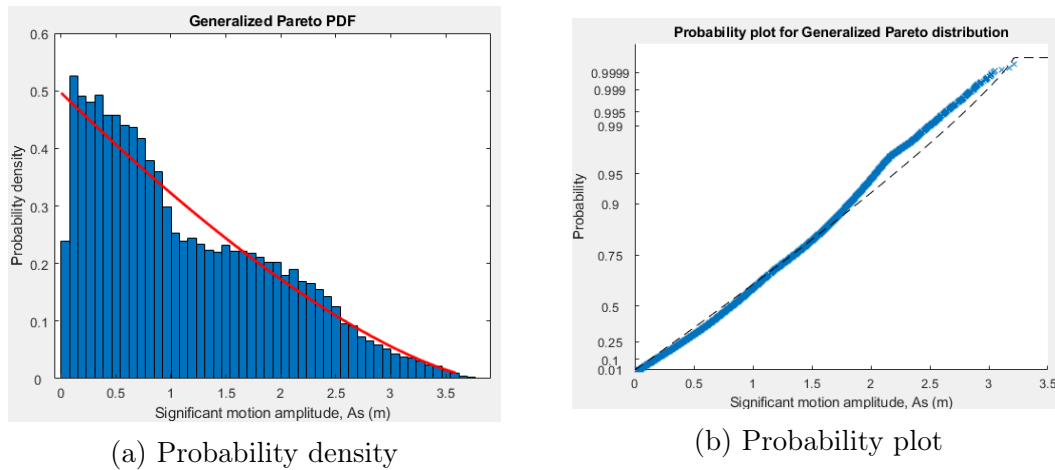 Generalized Pareto PDF
0.6
0.5
0.4
0.3
0.2
0.1
0
Probability density
0 0.5 1 1.5 2 2.5 3 3.5
Significant motion amplitude, As (m)
(a) Probability density
Probability plot for Generalized Pareto distribution
0.9999
0.999
0.995
0.99
0.95
0.9
0.75
0.5
0.25
0.1
0.01
Probability
0 0.5 1 1.5 2 2.5 3 3.5
Significant motion amplitude, As (m)
(b) Probability plot